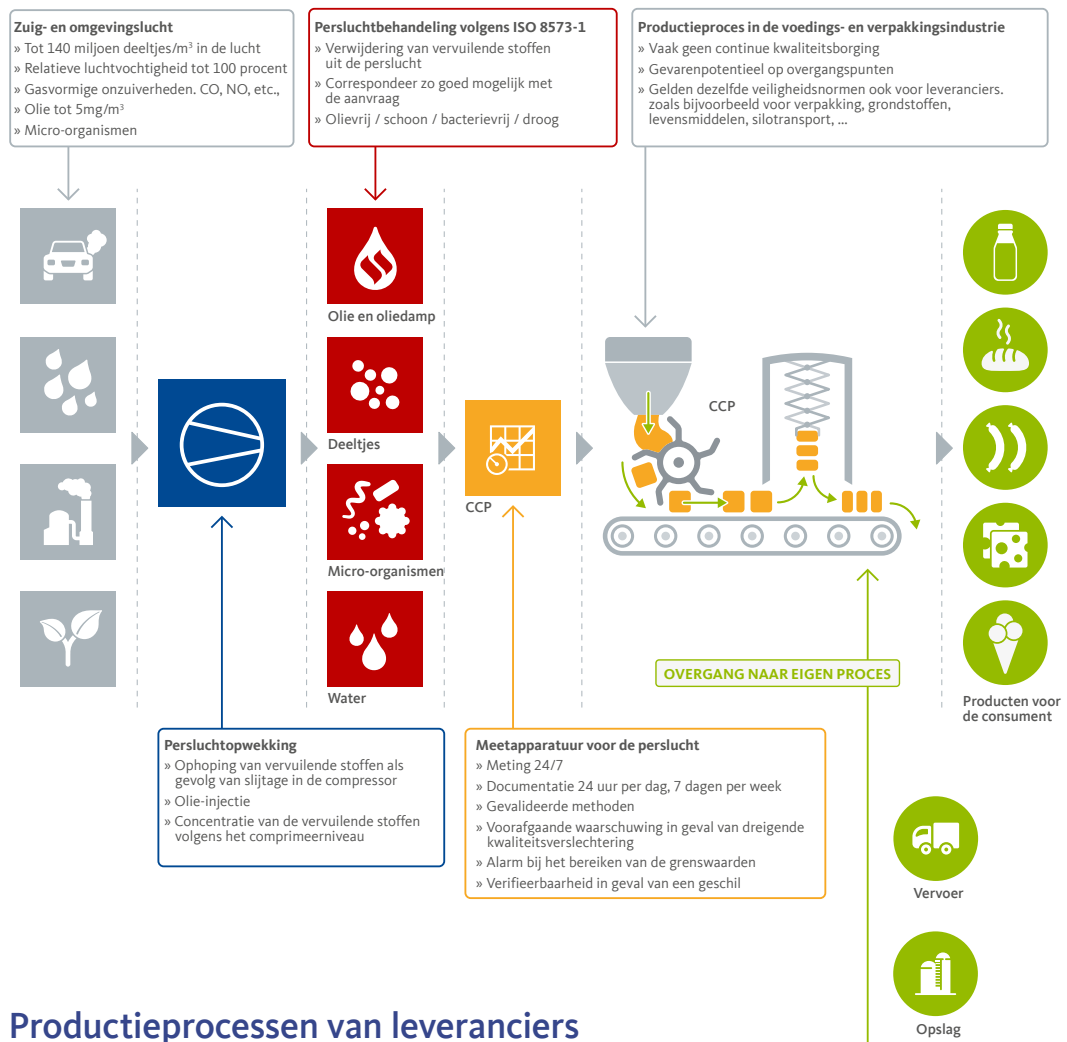 Zuig- en omgevingslucht
» Tot 140 miljoen deeltjes/m³ in de lucht
» Relatieve luchtvochtigheid tot 100 procent
» Gasvormige onzuiverheden. CO, NO, etc.,
» Olie tot 5mg/m³
» Micro-organismen
Persluchtbehandeling volgens ISO 8573-1
» Verwijdering van vervuilende stoffen
uit de perslucht
» Correspondeer zo goed mogelijk met
de aanvraag
» Olievrij / schoon / bacterievrij / droog
Productieproces in de voedings- en verpakkingsindustrie
» Vaak geen continue kwaliteitsborging
» Gevarenpotentieel op overgangspunten
» Gelden dezelfde veiligheidsnormen ook voor leveranciers.
zoals bijvoorbeeld voor verpakking, grondstoffen,
levensmiddelen, silotransport, ...
Olie en oliedamp
Deeltjes
Micro-organismen
Water
CCP
CCP
OVERGANG NAAR EIGEN PROCES
Producten voor
de consument
Persluchtopwekking
» Ophoping van vervuilende stoffen als
gevolg van slijtage in de compressor
» Olie-injectie
» Concentratie van de vervuilende stoffen
volgens het comprimeerniveau
Meetapparatuur voor de perslucht
» Meting 24/7
» Documentatie 24 uur per dag, 7 dagen per week
» Gevalideerde methoden
» Voorafgaande waarschuwing in geval van dreigende
kwaliteitsverslechtering
» Alarm bij het bereiken van de grenswaarden
» Verifieerbaarheid in geval van een geschil
Vervoer
Opslag
Productieprocessen van leveranciers